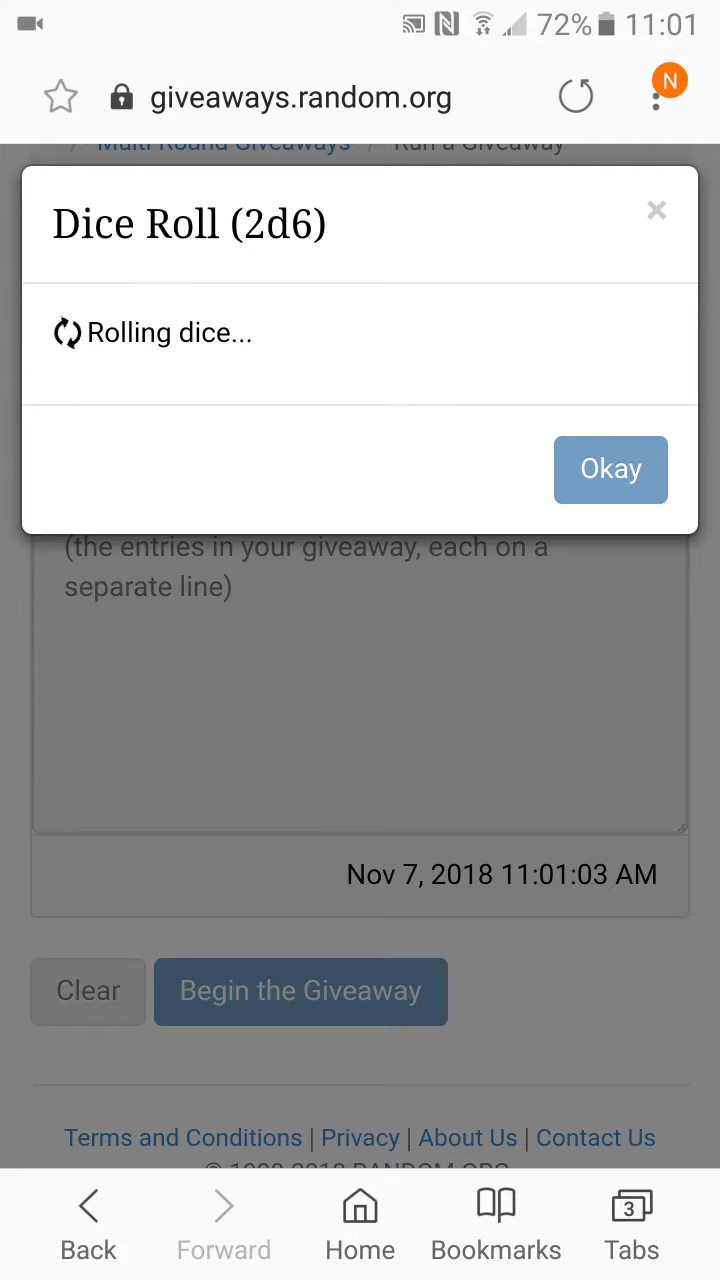 72% 11:01
giveaways.random.org
N
/ Multi Round Giveaways / Run a Giveaway
Dice Roll (2d6)
×
Rolling dice...
Okay
(the entries in your giveaway, each on a
separate line)
Nov 7, 2018 11:01:03 AM
Clear
Begin the Giveaway
Terms and Conditions | Privacy | About Us | Contact Us
© 1998-2018 RANDOM.ORG
3
Back
Forward
Home
Bookmarks
Tabs